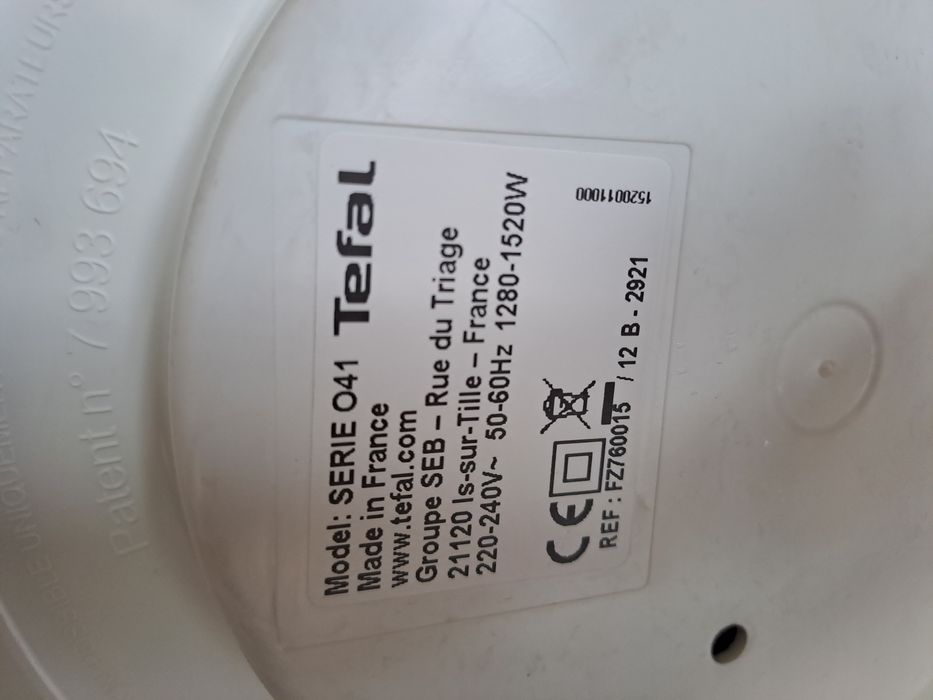 Patent n° 7 993 694
Model: SERIE O41 Tefal
Made in France
www.tefal.com
Groupe SEB – Rue du Triage
21120 Is-sur-Tille – France
220-240V~ 50-60Hz 1280-1520W
CE
REF : FZ760015 / 12 B - 2921
1520011000